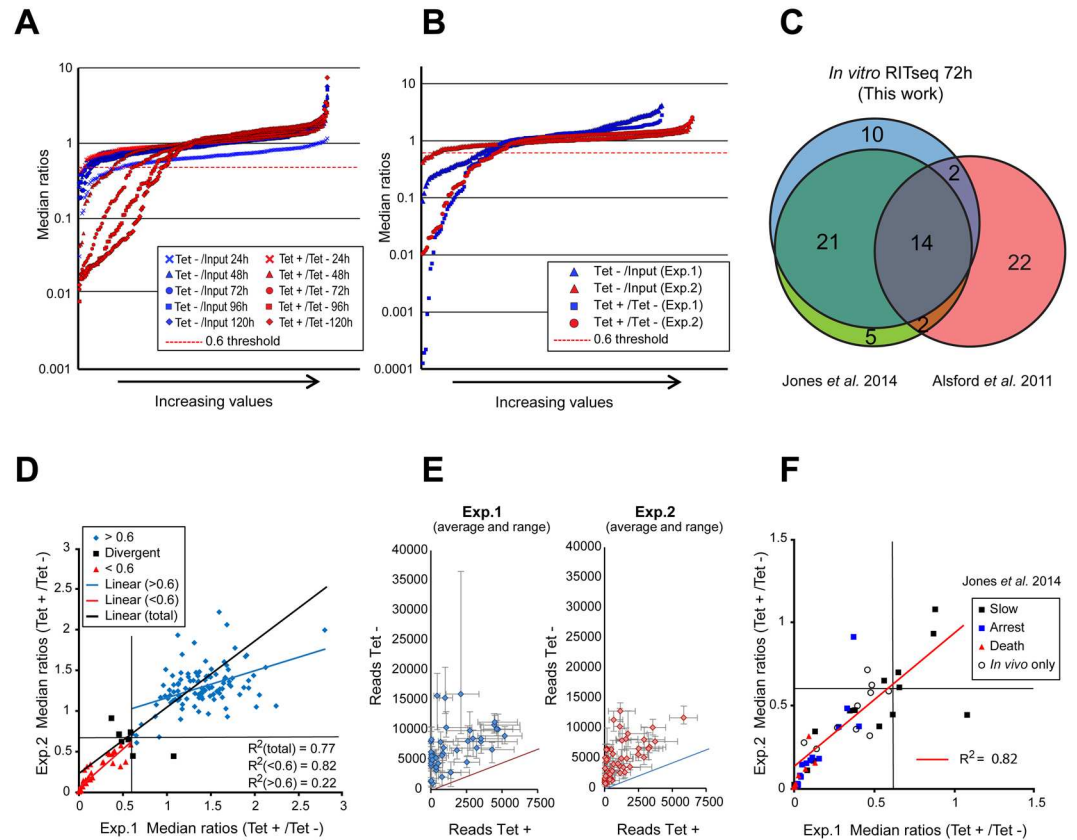 A
B
C
10
1
0.1
0.01
0.001
Median ratios
Tet - /Input 24h
Tet + /Tet - 24h
Tet - /Input 48h
Tet + /Tet - 48h
Tet - /Input 72h
Tet + /Tet - 72h
Tet - /Input 96h
Tet + /Tet - 96h
Tet - /Input 120h
Tet + /Tet -120h
0.6 threshold
Increasing values
10
1
0.1
0.01
0.001
0.0001
Median ratios
Tet - /Input (Exp.1)
Tet - /Input (Exp.2)
Tet + /Tet - (Exp.1)
Tet + /Tet - (Exp.2)
0.6 threshold
Increasing values
In vitro RITseq 72h
(This work)
10
2
21
14
22
2
5
Jones et al. 2014
Alsford et al. 2011
D
E
F
> 0.6
Divergent
< 0.6
Linear (>0.6)
Linear (<0.6)
Linear (total)
3
2.5
2
1.5
1
0.5
0
Exp.2 Median ratios (Tet + /Tet -)
R2(total) = 0.77
R2(<0.6) = 0.82
R2(>0.6) = 0.22
0 0.5 1 1.5 2 2.5 3
Exp.1 Median ratios (Tet + /Tet -)
Exp.1
(average and range)
40000
35000
30000
25000
20000
15000
10000
5000
0
Reads Tet -
0 2500 5000 7500
Reads Tet +
Exp.2
(average and range)
40000
35000
30000
25000
20000
15000
10000
5000
0
Reads Tet -
0 2500 5000 7500
Reads Tet +
1.5
1
0.5
0
Exp.2 Median ratios (Tet + /Tet -)
Jones et al. 2014
Slow
Arrest
Death
In vivo only
R2 = 0.82
0 0.5 1 1.5
Exp.1 Median ratios (Tet + /Tet -)